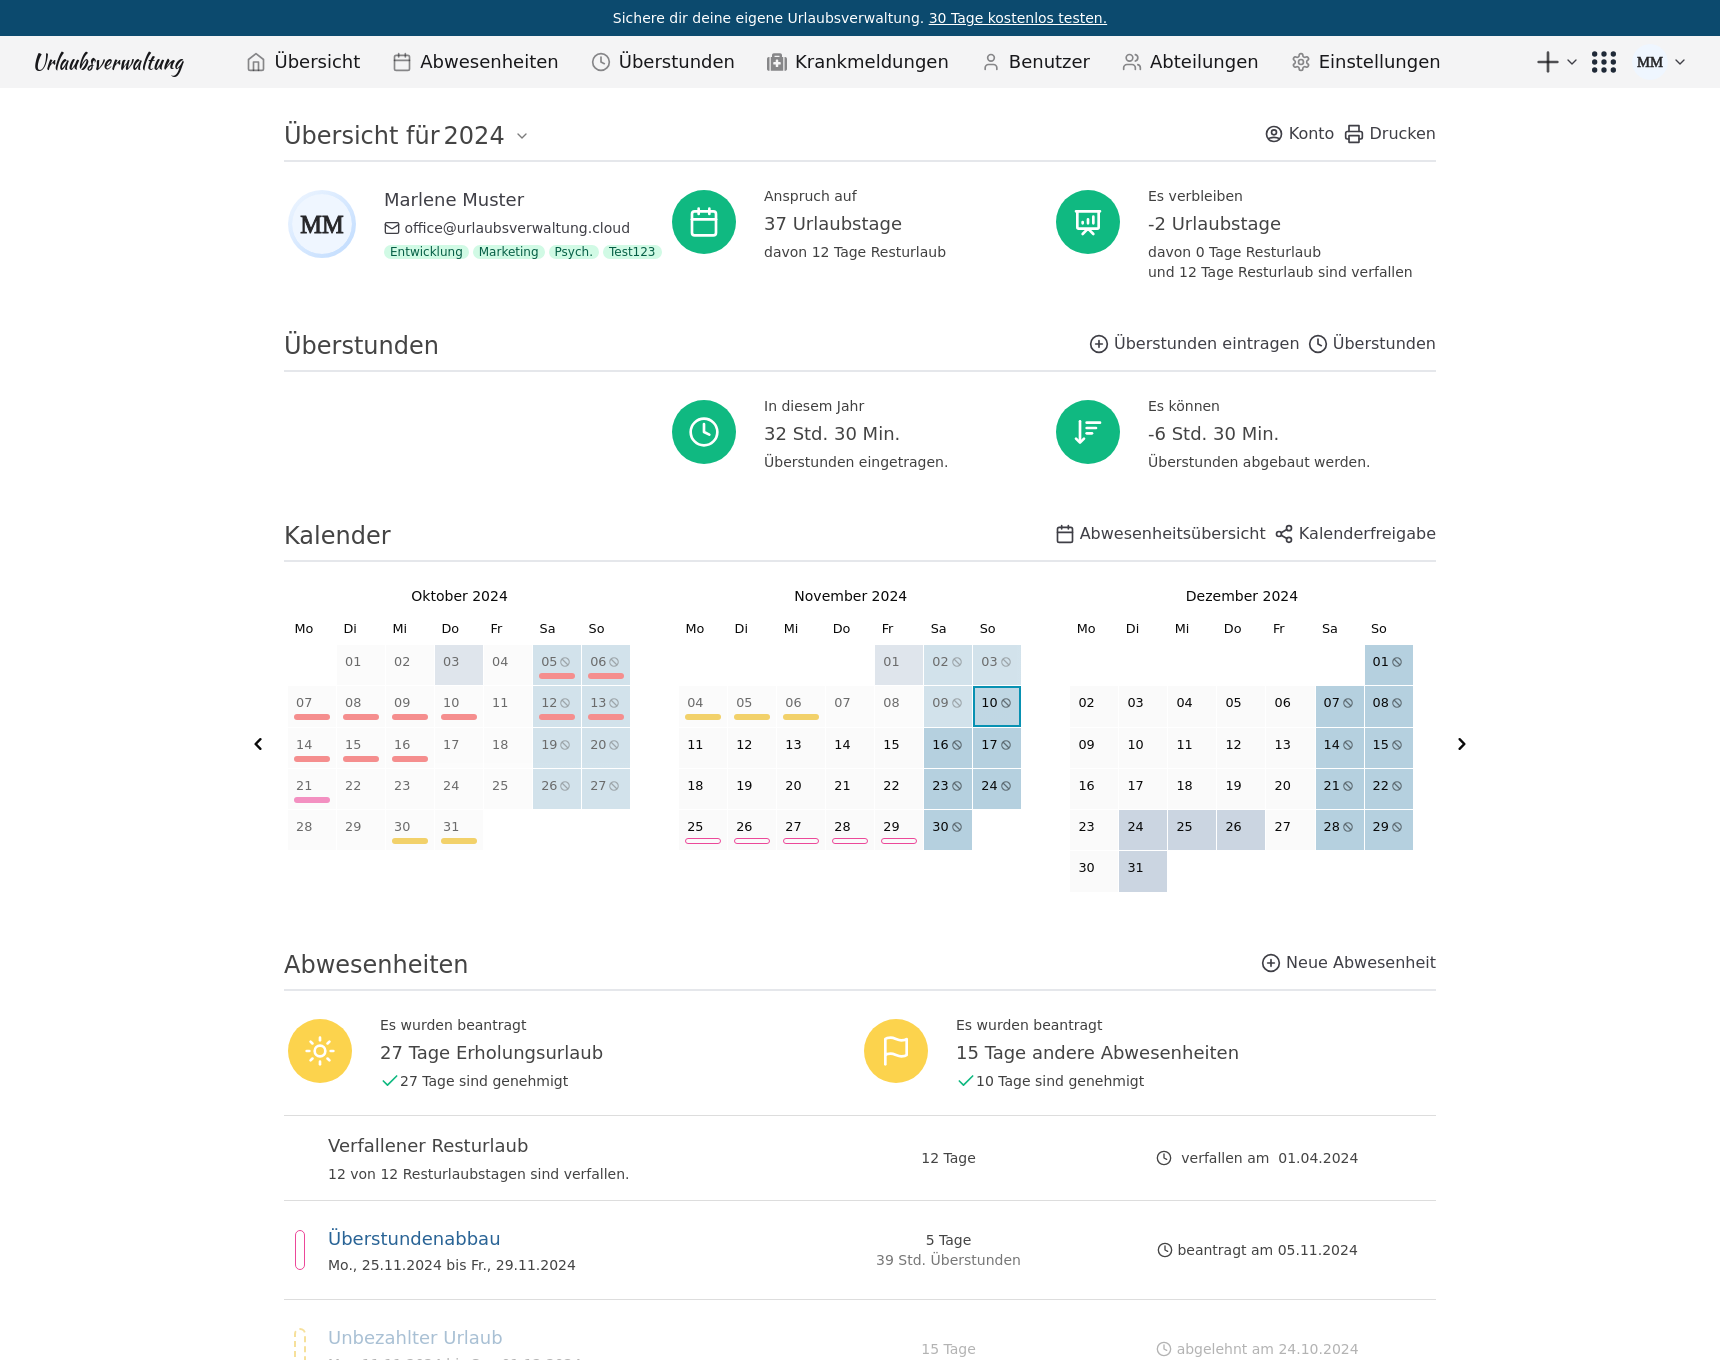 Sichere dir deine eigene Urlaubsverwaltung. 30 Tage kostenlos testen.
Urlaubsverwaltung Übersicht Abwesenheiten Überstunden Krankmeldungen Benutzer Abteilungen Einstellungen MM
Übersicht für 2024 Konto Drucken
MM
Marlene Muster
office@urlaubsverwaltung.cloud
Entwicklung Marketing Psych. Test123
Anspruch auf
37 Urlaubstage
davon 12 Tage Resturlaub
Es verbleiben
-2 Urlaubstage
davon 0 Tage Resturlaub
und 12 Tage Resturlaub sind verfallen
Überstunden Überstunden eintragen Überstunden
In diesem Jahr
32 Std. 30 Min.
Überstunden eingetragen.
Es können
-6 Std. 30 Min.
Überstunden abgebaut werden.
Kalender Abwesenheitsübersicht Kalenderfreigabe
Oktober 2024
Mo Di Mi Do Fr Sa So
01 02 03 04 05 06
07 08 09 10 11 12 13
14 15 16 17 18 19 20
21 22 23 24 25 26 27
28 29 30 31
November 2024
Mo Di Mi Do Fr Sa So
01 02 03
04 05 06 07 08 09 10
11 12 13 14 15 16 17
18 19 20 21 22 23 24
25 26 27 28 29 30
Dezember 2024
Mo Di Mi Do Fr Sa So
01
02 03 04 05 06 07 08
09 10 11 12 13 14 15
16 17 18 19 20 21 22
23 24 25 26 27 28 29
30 31
Abwesenheiten Neue Abwesenheit
Es wurden beantragt
27 Tage Erholungsurlaub
27 Tage sind genehmigt
Es wurden beantragt
15 Tage andere Abwesenheiten
10 Tage sind genehmigt
Verfallener Resturlaub
12 von 12 Resturlaubstagen sind verfallen.
12 Tage
verfallen am 01.04.2024
Überstundenabbau
Mo., 25.11.2024 bis Fr., 29.11.2024
5 Tage
39 Std. Überstunden
beantragt am 05.11.2024
Unbezahlter Urlaub
15 Tage
abgelehnt am 24.10.2024